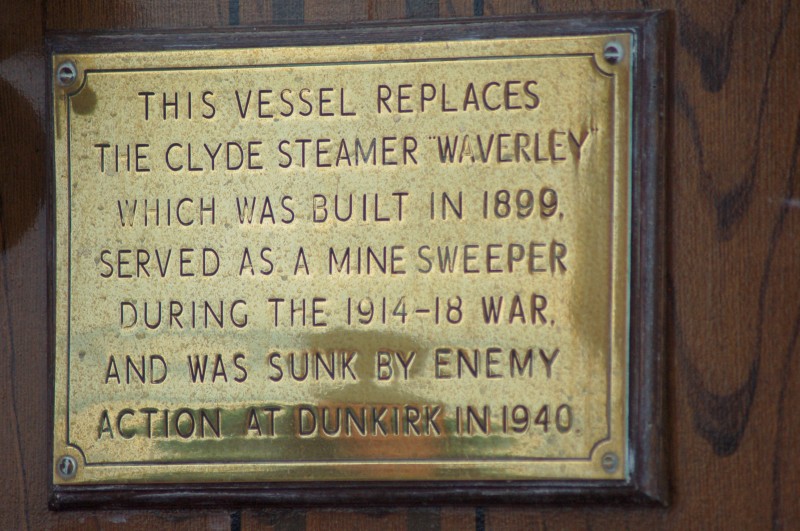 THIS VESSEL REPLACES
THE CLYDE STEAMER "WAVERLEY"
WHICH WAS BUILT IN 1899,
SERVED AS A MINE SWEEPER
DURING THE 1914-18 WAR,
AND WAS SUNK BY ENEMY
ACTION AT DUNKIRK IN 1940.